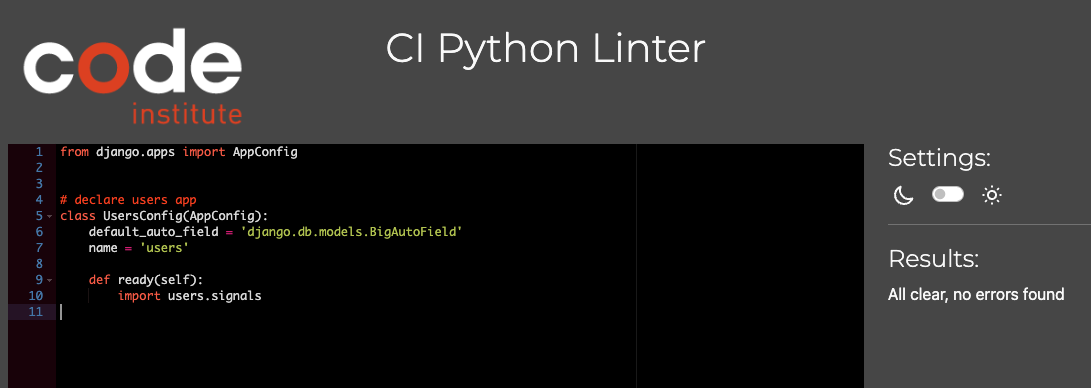 code
institute
CI Python Linter
1 from django.apps import AppConfig
2
3
4 # declare users app
5 class UsersConfig(AppConfig):
6     default_auto_field = 'django.db.models.BigAutoField'
7     name = 'users'
8
9     def ready(self):
10         import users.signals
11
Settings:
Results:
All clear, no errors found